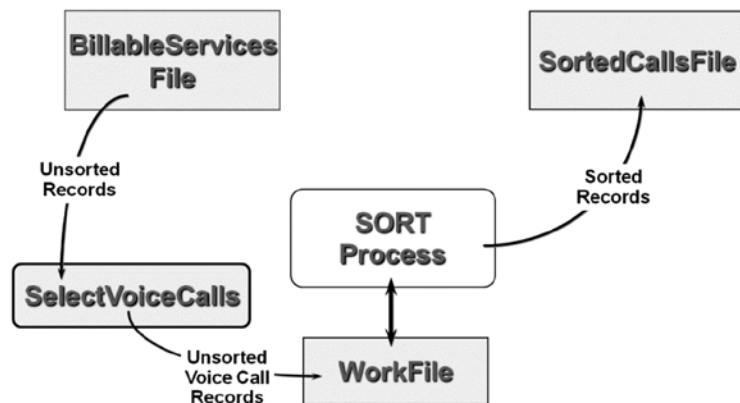 BillableServices
File
SortedCallsFile
Unsorted
Records
Sorted
Records
SORT
Process
SelectVoiceCalls
Unsorted
Voice Call
Records
WorkFile